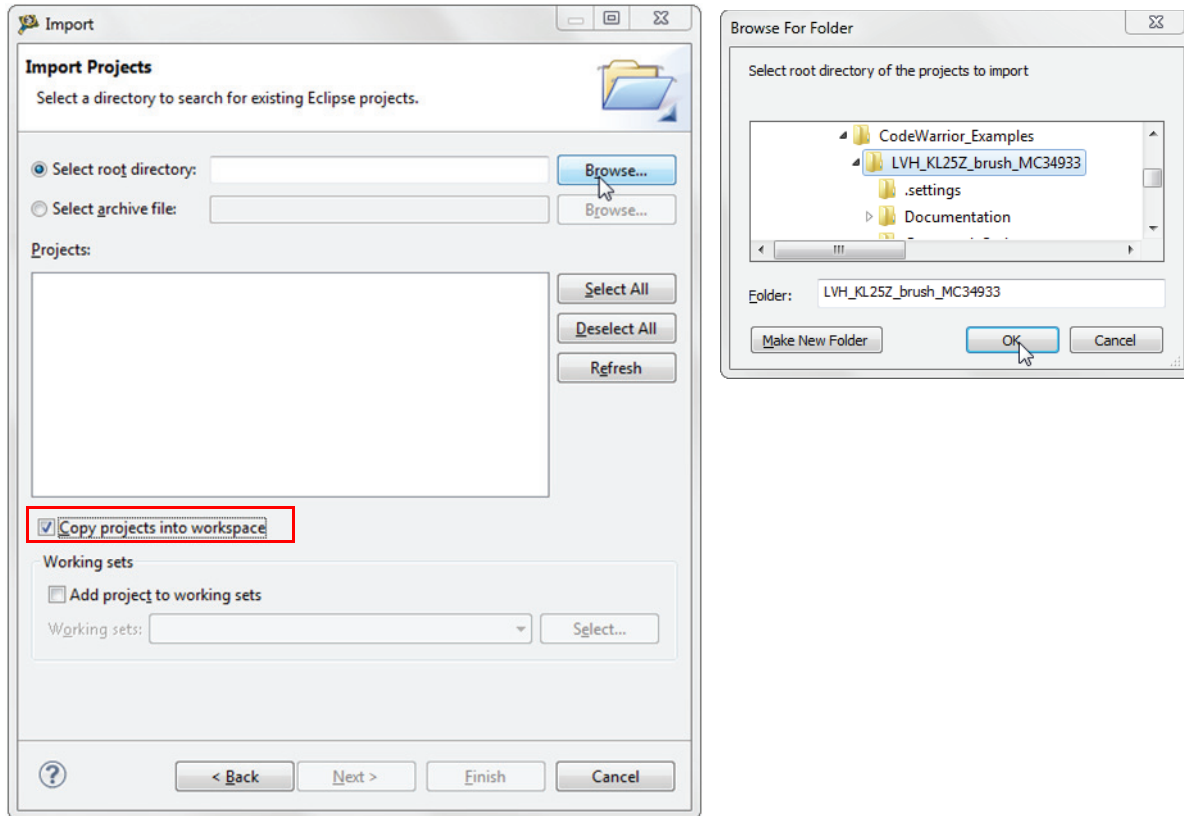 Import
Import Projects
Select a directory to search for existing Eclipse projects.
Select root directory:
Browse...
Select archive file:
Browse...
Projects:
Select All
Deselect All
Refresh
Copy projects into workspace
Working sets
Add project to working sets
Working sets:
Select...
< Back
Next >
Finish
Cancel
Browse For Folder
Select root directory of the projects to import
CodeWarrior_Examples
LVH_KL25Z_brush_MC34933
.settings
Documentation
Folder:
LVH_KL25Z_brush_MC34933
Make New Folder
OK
Cancel